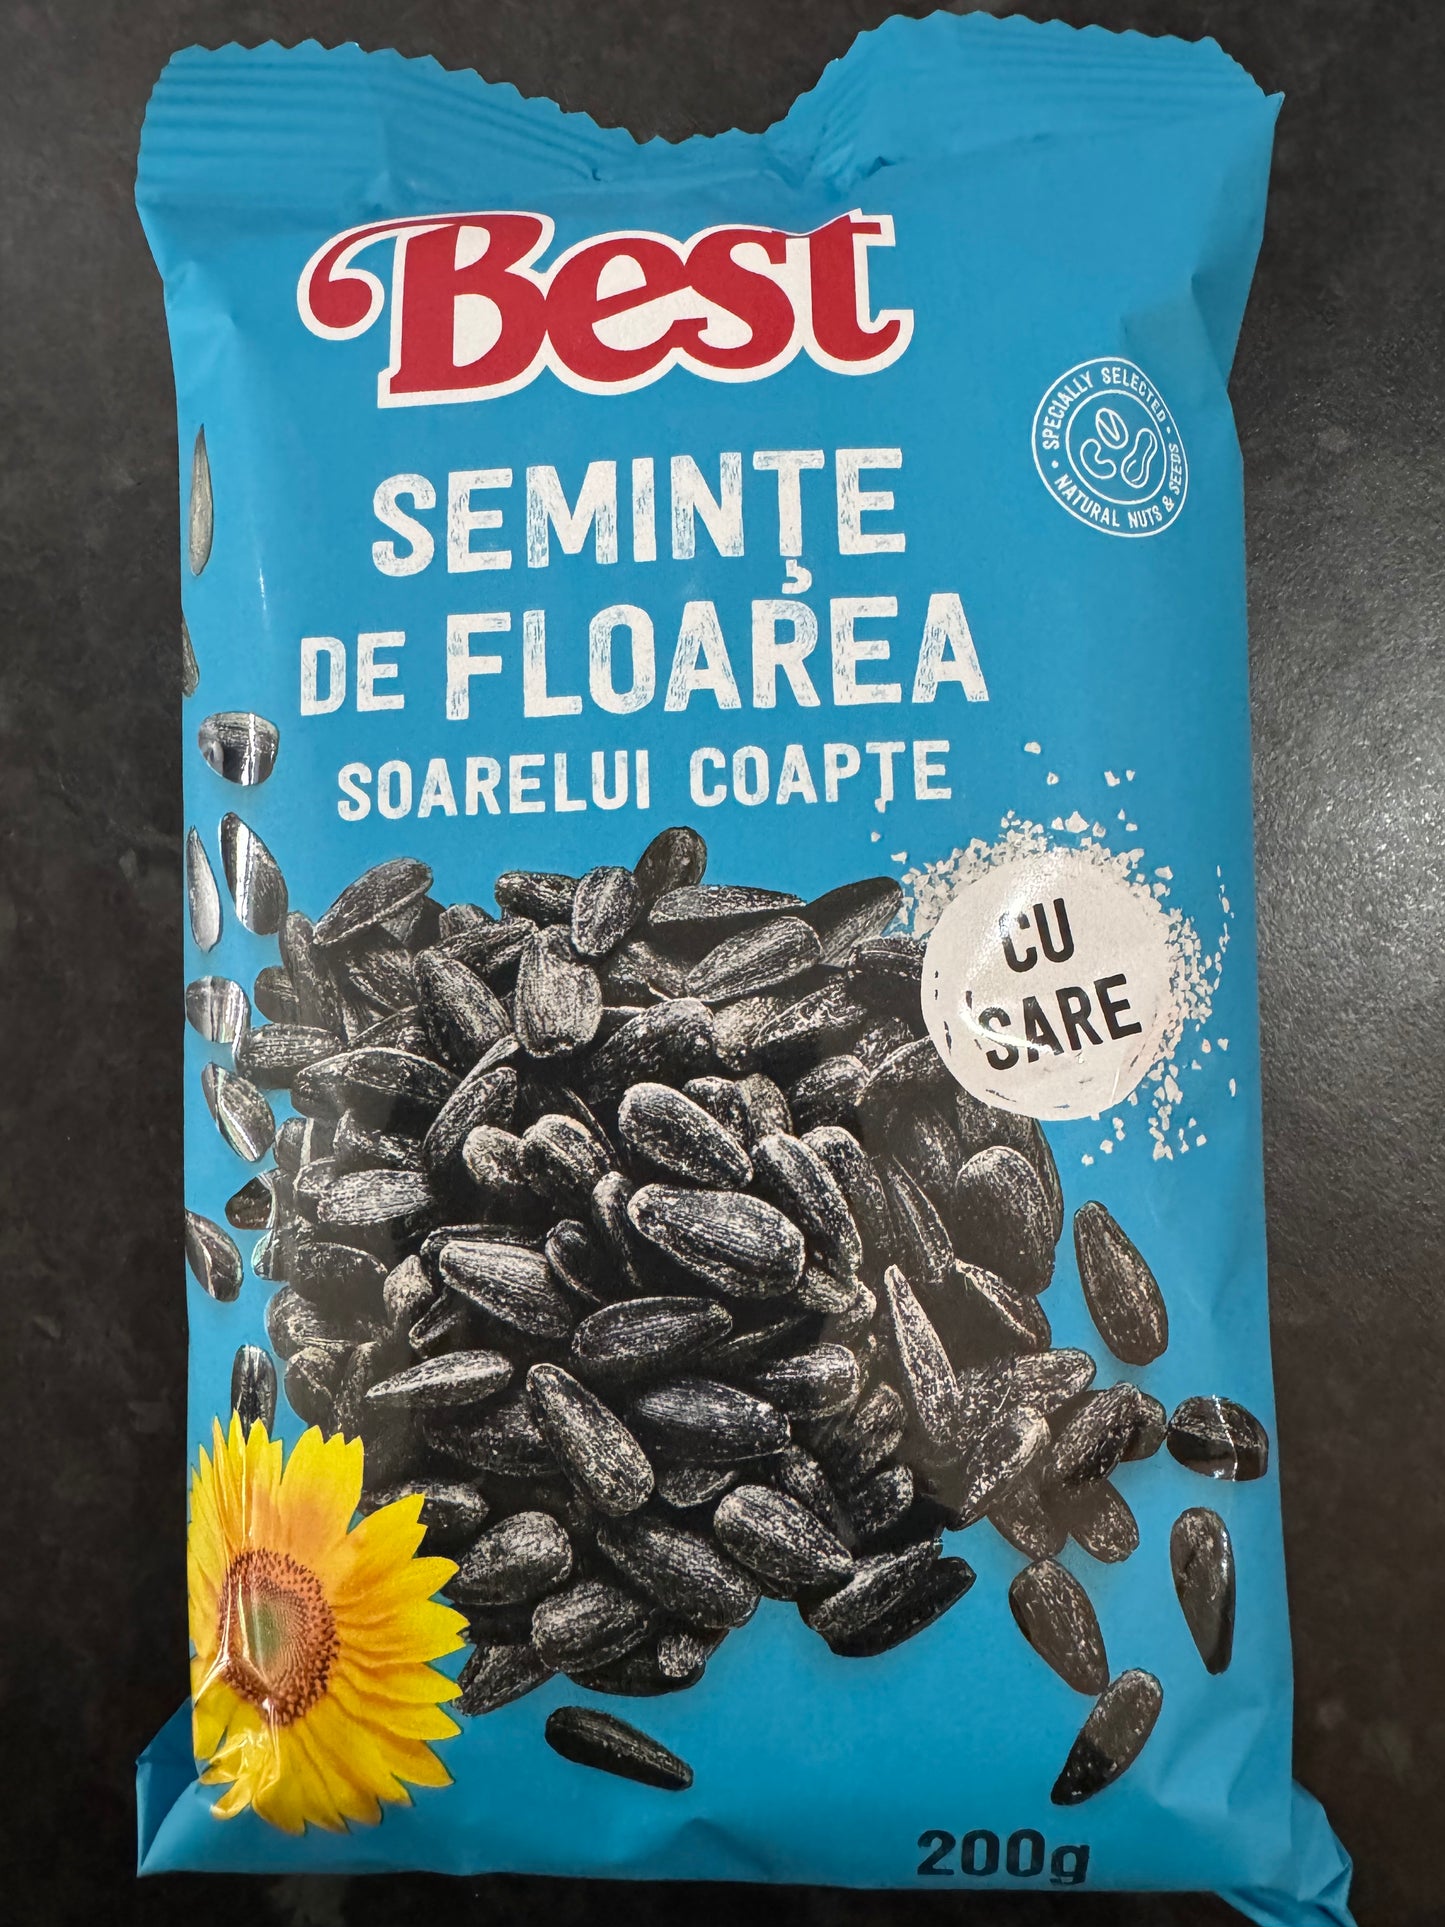 Best
SPECIALLY SELECTED
NATURAL NUTS & SEEDS
SEMINȚE
DE FLOAREA
SOARELUI COAPTE
CU
SARE
200g